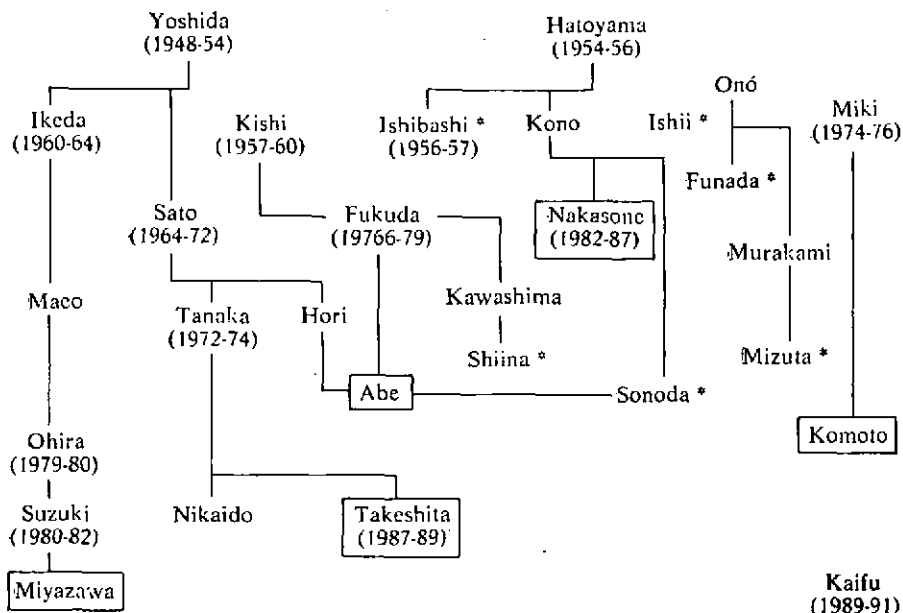 Yoshida
(1948-54)
Hatoyama
(1954-56)
Ikeda
(1960-64)
Kishi
(1957-60)
Ishibashi *
(1956-57)
Kono
Ishii *
Onó
Miki
(1974-76)
Funada *
Sato
(1964-72)
Fukuda
(19766-79)
Nakasone
(1982-87)
Murakami
Maeo
Tanaka
(1972-74)
Hori
Kawashima
Shiina *
Mizuta *
Abe
Sonoda *
Komoto
Ohira
(1979-80)
Suzuki
(1980-82)
Nikaido
Takeshita
(1987-89)
Miyazawa
Kaifu
(1989-91)